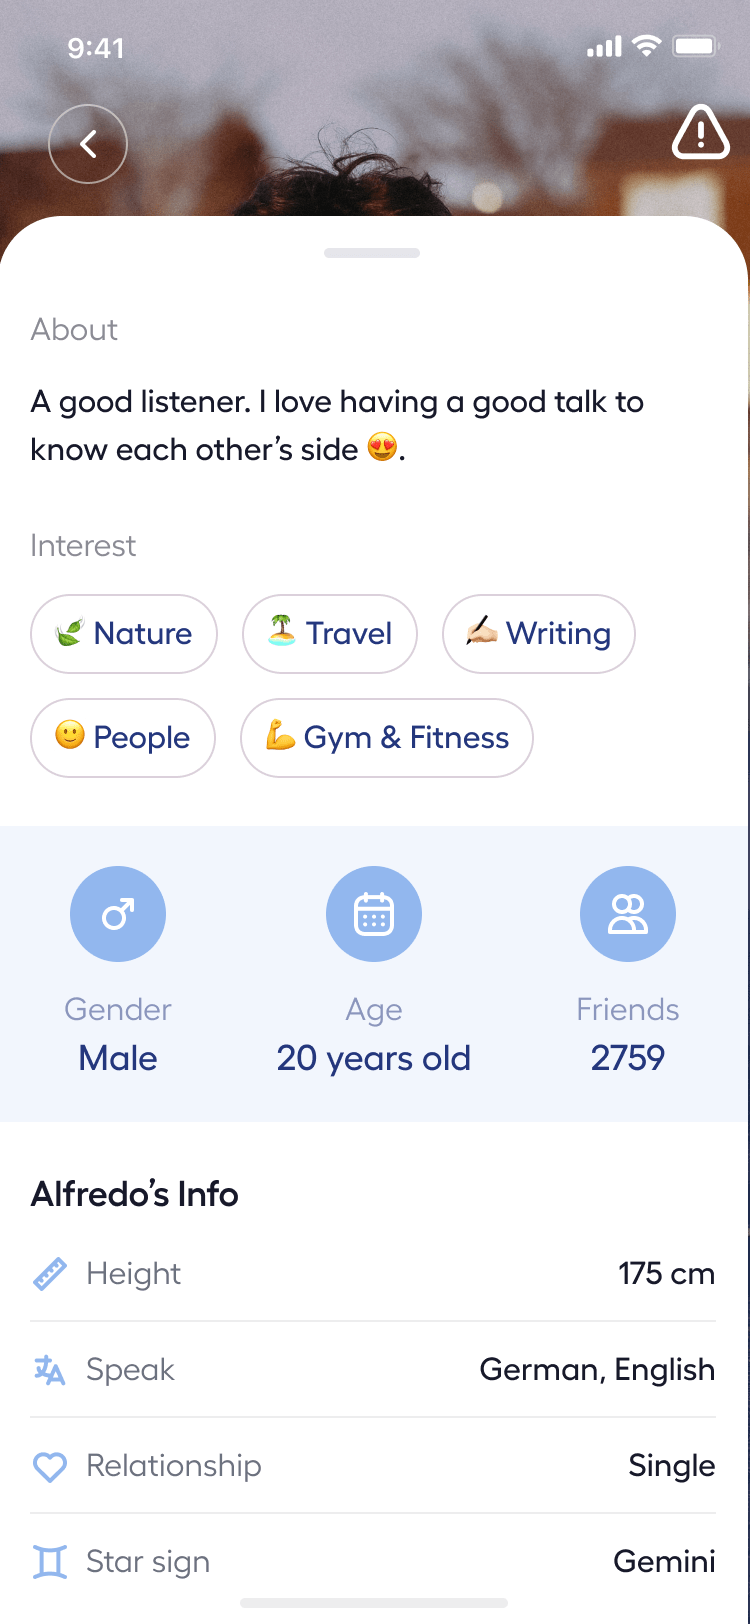 9:41
About
A good listener. I love having a good talk to
know each other’s side 😍.
Interest
🌿 Nature
🏝️ Travel
✍🏻 Writing
🙂 People
💪 Gym & Fitness
Gender
Male
Age
20 years old
Friends
2759
Alfredo’s Info
Height
175 cm
Speak
German, English
Relationship
Single
Star sign
Gemini